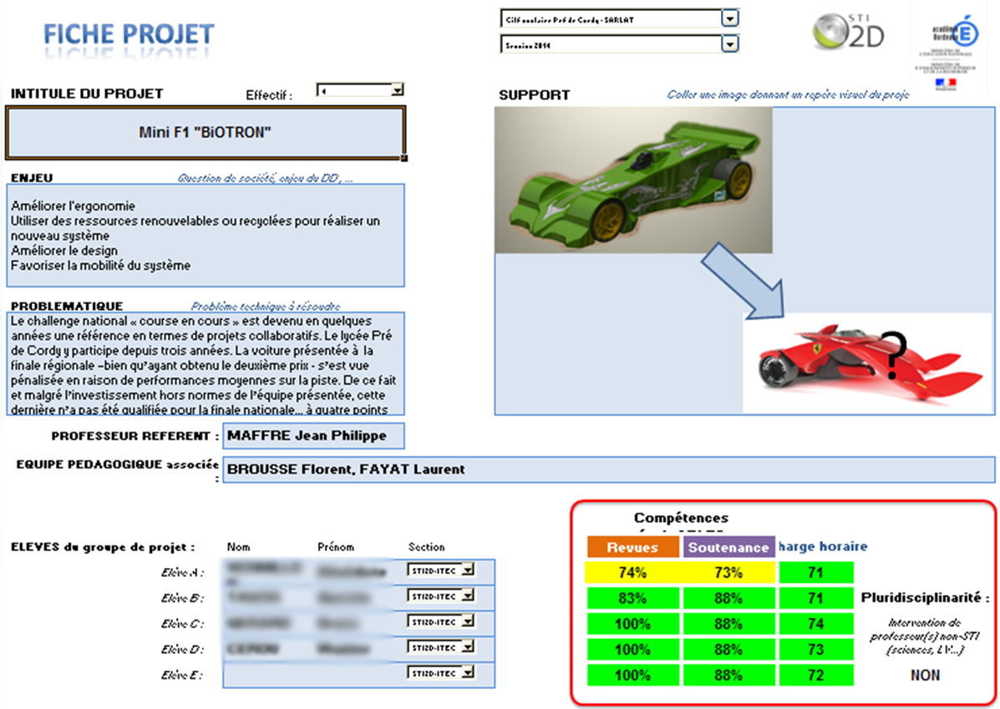 FICHE PROJET
Cité scolaire Pré de Cordy - SARLAT
Session 2014
STI
2D
académie
Bordeaux
INTITULE DU PROJET
Effectif :
4
Mini F1 "BiOTRON"
SUPPORT
Coller une image donnant un repère visuel du proje
ENJEU
Question de société, enjeu du DD, ...
Améliorer l'ergonomie
Utiliser des ressources renouvelables ou recyclées pour réaliser un
nouveau système
Améliorer le design
Favoriser la mobilité du système
PROBLEMATIQUE
Problème technique à résoudre
Le challenge national « course en cours » est devenu en quelques
années une référence en termes de projets collaboratifs. Le lycée Pré
de Cordy y participe depuis trois années. La voiture présentée à la
finale régionale –bien qu'ayant obtenu le deuxième prix - s'est vue
pénalisée en raison de performances moyennes sur la piste. De ce fait
et malgré l'investissement hors normes de l'équipe présentée, cette
dernière n'a pas été qualifiée pour la finale nationale... à quatre points
?
PROFESSEUR REFERENT :
MAFFRE Jean Philippe
EQUIPE PEDAGOGIQUE associée
:
BROUSSE Florent, FAYAT Laurent
ELEVES du groupe de projet :
Nom Prénom Section
Elève A : STI2D-ITEC
Elève B : STI2D-ITEC
Elève C : STI2D-ITEC
Elève D : STI2D-ITEC
Elève E : STI2D-ITEC
Compétences
Revues Soutenance harge horaire
74% 73% 71
83% 88% 71
100% 88% 74
100% 88% 73
100% 88% 72
Pluridisciplinarité :
Intervention de
professeur(s) non-STI
(sciences, LV...)
NON